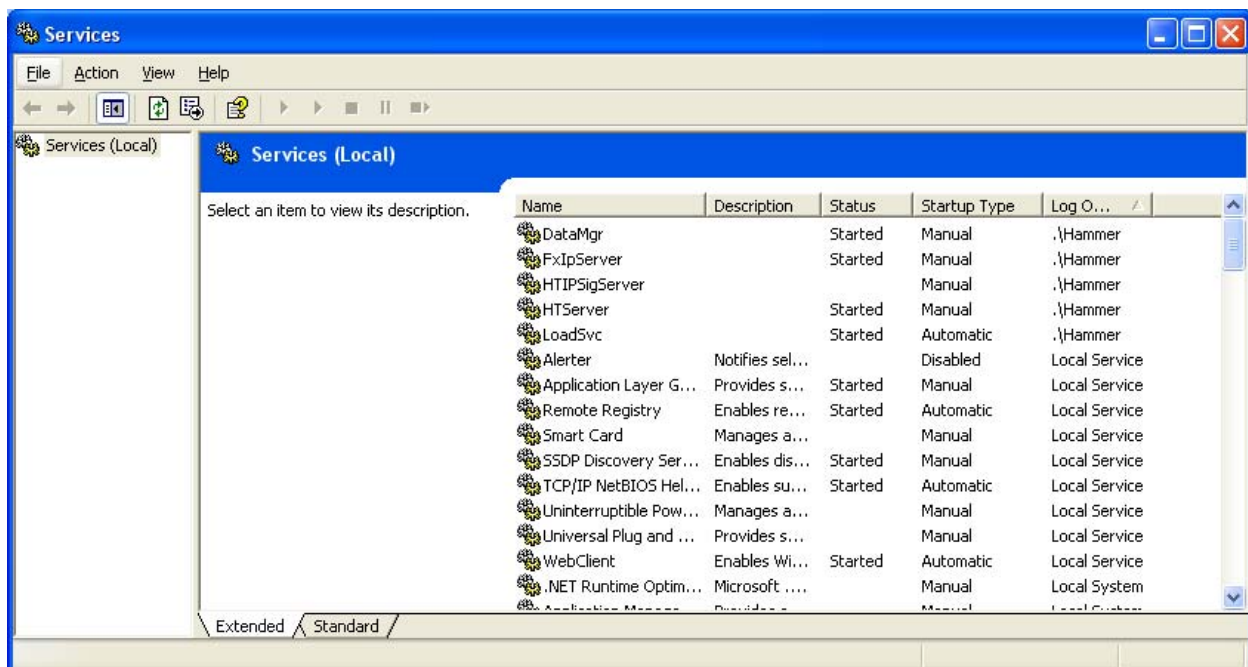 Services
File Action View Help
Services (Local)
Services (Local)
Select an item to view its description.
Name Description Status Startup Type Log O...
DataMgr Started Manual .\Hammer
FxIpServer Started Manual .\Hammer
HTIPSigServer Manual .\Hammer
HTServer Started Manual .\Hammer
LoadSvc Started Automatic .\Hammer
Alerter Notifies sel... Disabled Local Service
Application Layer G... Provides s... Started Manual Local Service
Remote Registry Enables re... Started Automatic Local Service
Smart Card Manages a... Manual Local Service
SSDP Discovery Ser... Enables dis... Started Manual Local Service
TCP/IP NetBIOS Hel... Enables su... Started Automatic Local Service
Uninterruptible Pow... Manages a... Manual Local Service
Universal Plug and ... Provides s... Manual Local Service
WebClient Enables Wi... Started Automatic Local Service
.NET Runtime Optim... Microsoft .... Manual Local System
Extended Standard